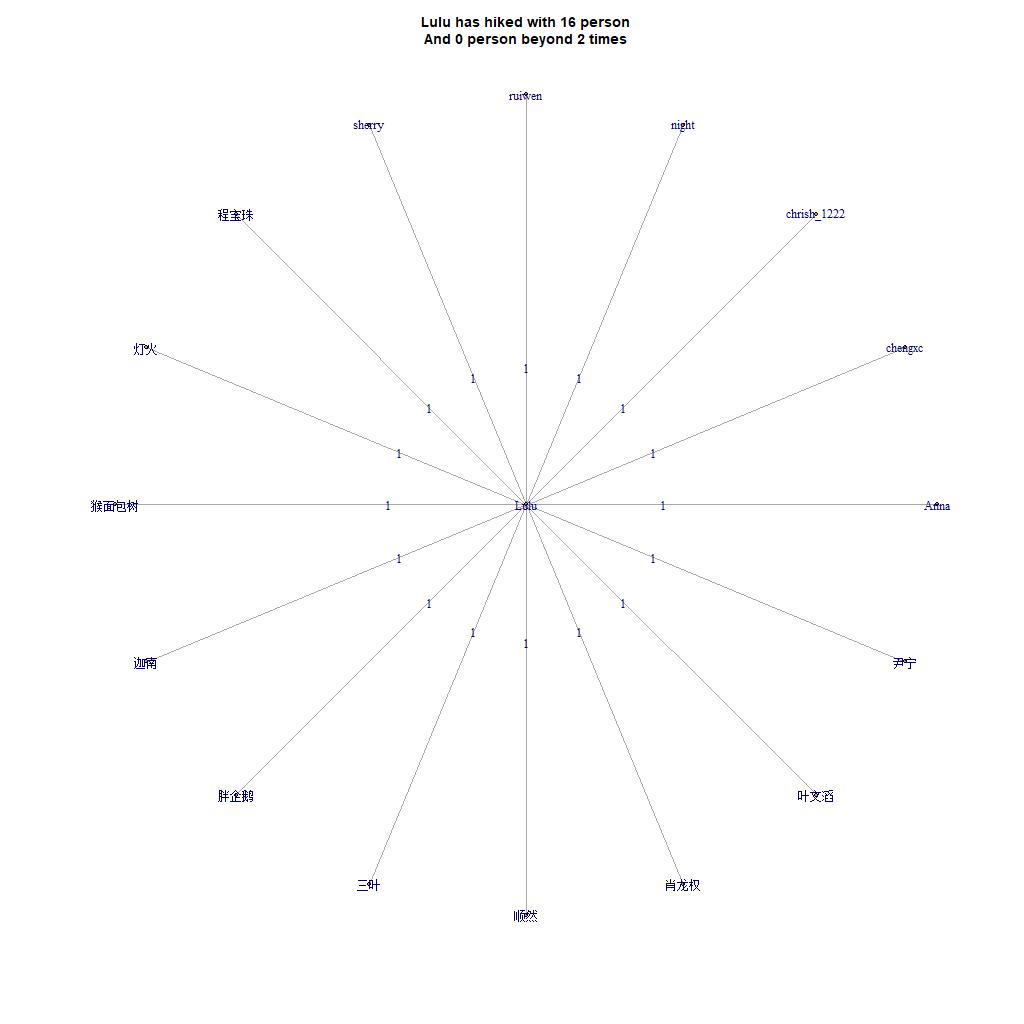 Lulu has hiked with 16 person
And 0 person beyond 2 times
ruiwen
sherry
night
程宝珠
chrish_1222
灯火
chengxc
1
1
1
1
1
1
1
猴面包树
1
Lulu
1
Anna
1
1
1
1
1
1
1
迦南
尹宁
胖企鹅
叶文滔
三叶
肖龙权
顺然